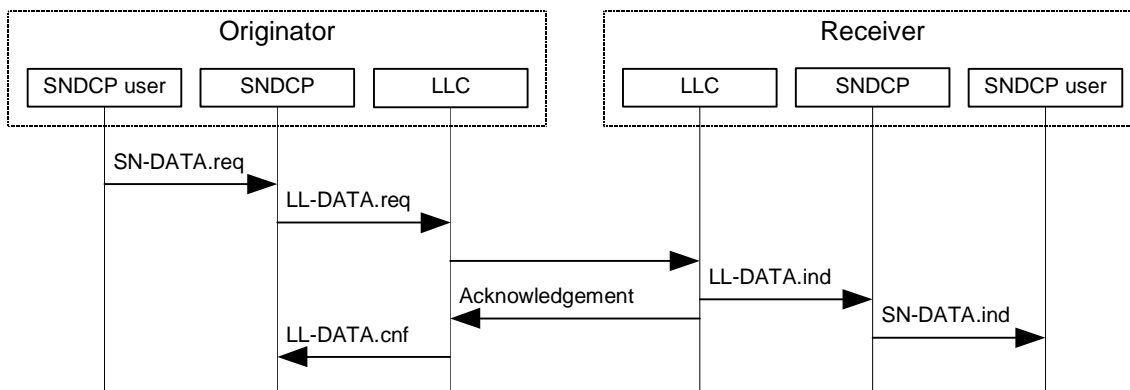 Originator
Receiver
SNDCP user
SNDCP
LLC
LLC
SNDCP
SNDCP user
SN-DATA.req
LL-DATA.req
LL-DATA.ind
Acknowledgement
SN-DATA.ind
LL-DATA.cnf